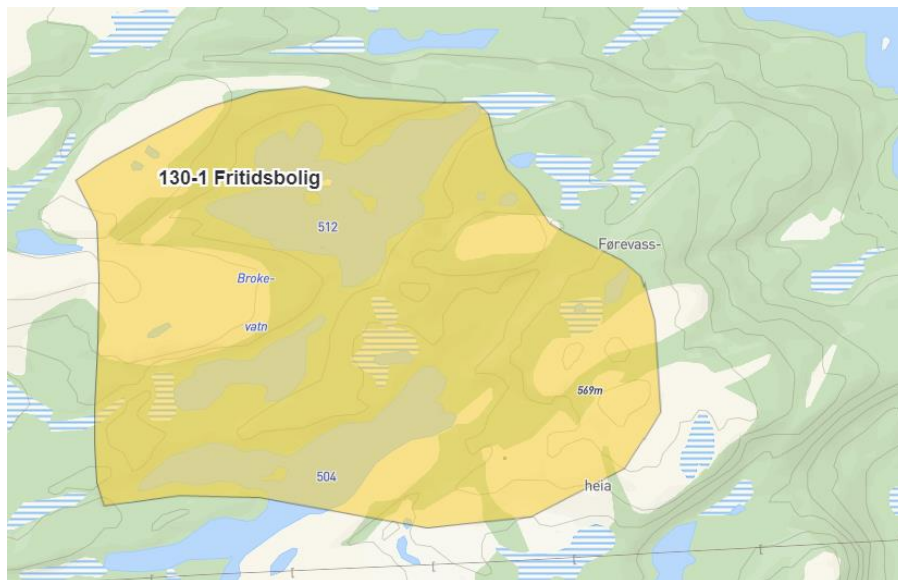 130-1 Fritidsbolig
512
Førevass-
Broke-
vatn
569m
504
heia